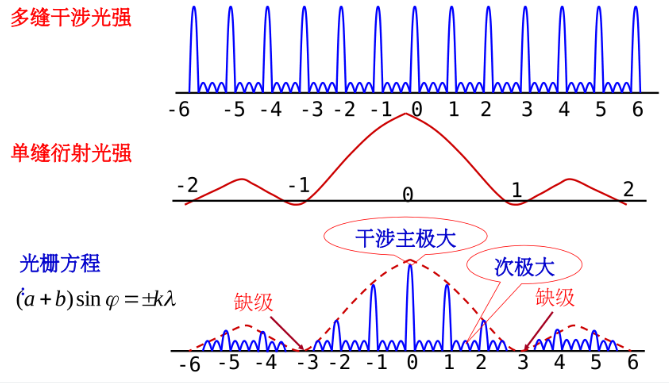 多缝干涉光强
-6 -5 -4 -3 -2 -1 0 1 2 3 4 5 6
单缝衍射光强
-2 -1 0 1 2
干涉主极大
光栅方程
次极大
(a + b) sin φ = ±kλ
缺级
缺级
-6 -5 -4 -3 -2 -1 0 1 2 3 4 5 6